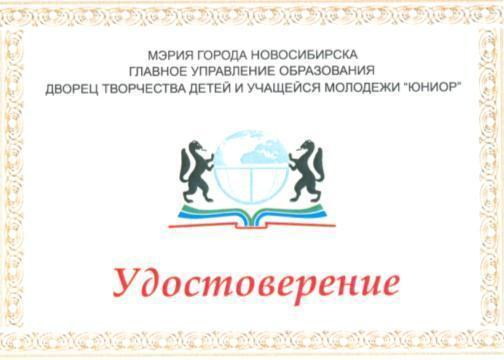 МЭРИЯ ГОРОДА НОВОСИБИРСКА
ГЛАВНОЕ УПРАВЛЕНИЕ ОБРАЗОВАНИЯ
ДВОРЕЦ ТВОРЧЕСТВА ДЕТЕЙ И УЧАЩЕЙСЯ МОЛОДЕЖИ "ЮНИОР"
Удостоверение